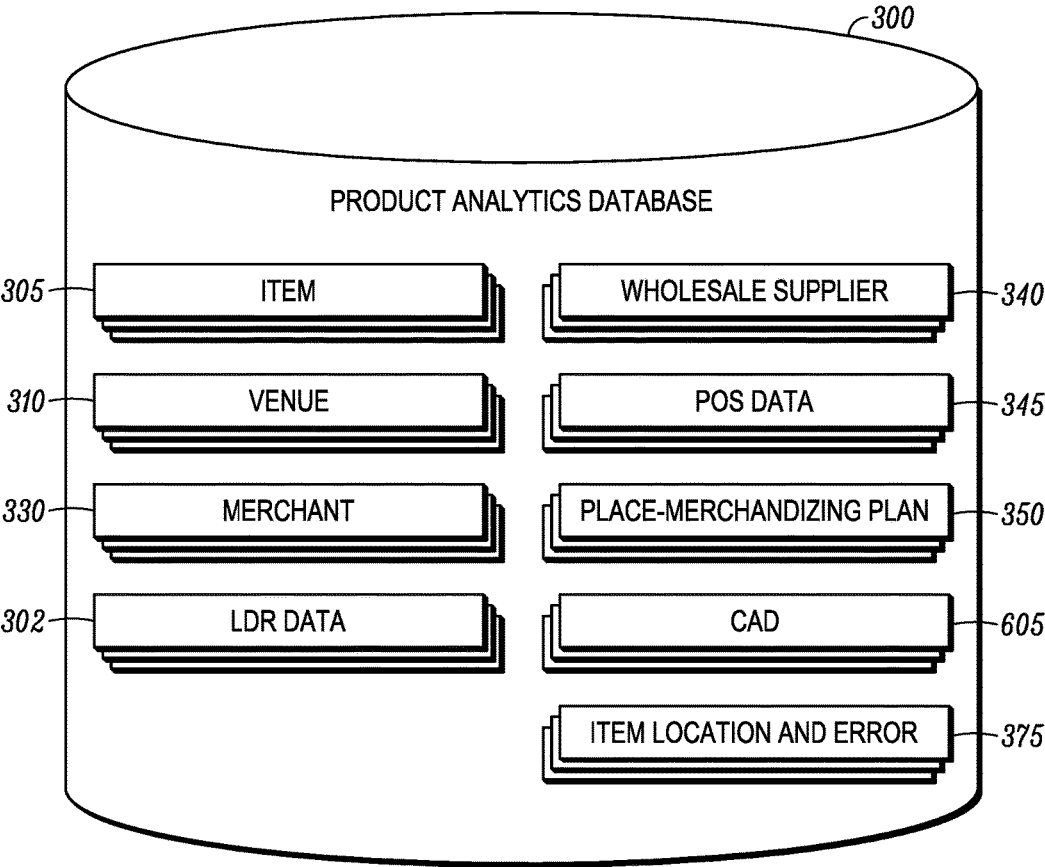 300
PRODUCT ANALYTICS DATABASE
305 ITEM WHOLESALE SUPPLIER 340
310 VENUE POS DATA 345
330 MERCHANT PLACE-MERCHANDIZING PLAN 350
302 LDR DATA CAD 605
ITEM LOCATION AND ERROR 375